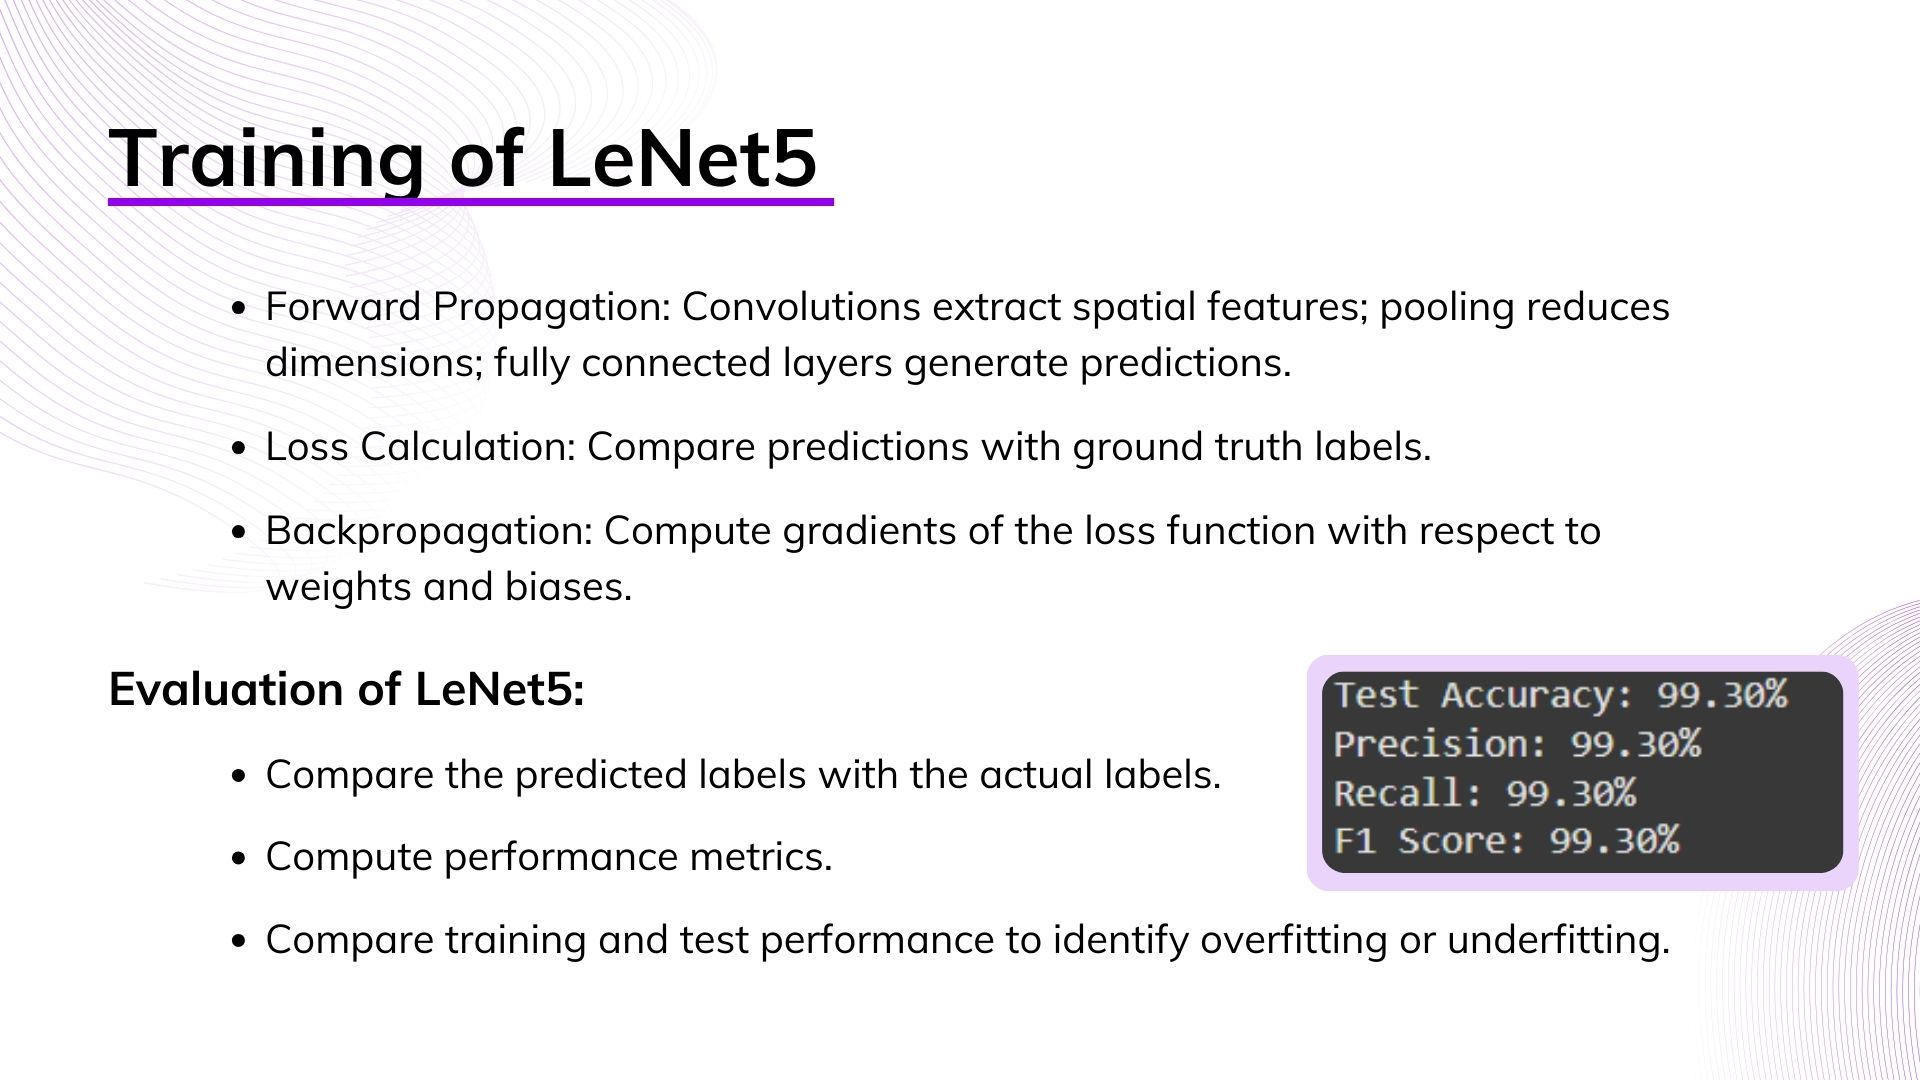 Training of LeNet5
• Forward Propagation: Convolutions extract spatial features; pooling reduces
dimensions; fully connected layers generate predictions.
• Loss Calculation: Compare predictions with ground truth labels.
• Backpropagation: Compute gradients of the loss function with respect to
weights and biases.
Evaluation of LeNet5:
• Compare the predicted labels with the actual labels.
• Compute performance metrics.
• Compare training and test performance to identify overfitting or underfitting.
Test Accuracy: 99.30%
Precision: 99.30%
Recall: 99.30%
F1 Score: 99.30%